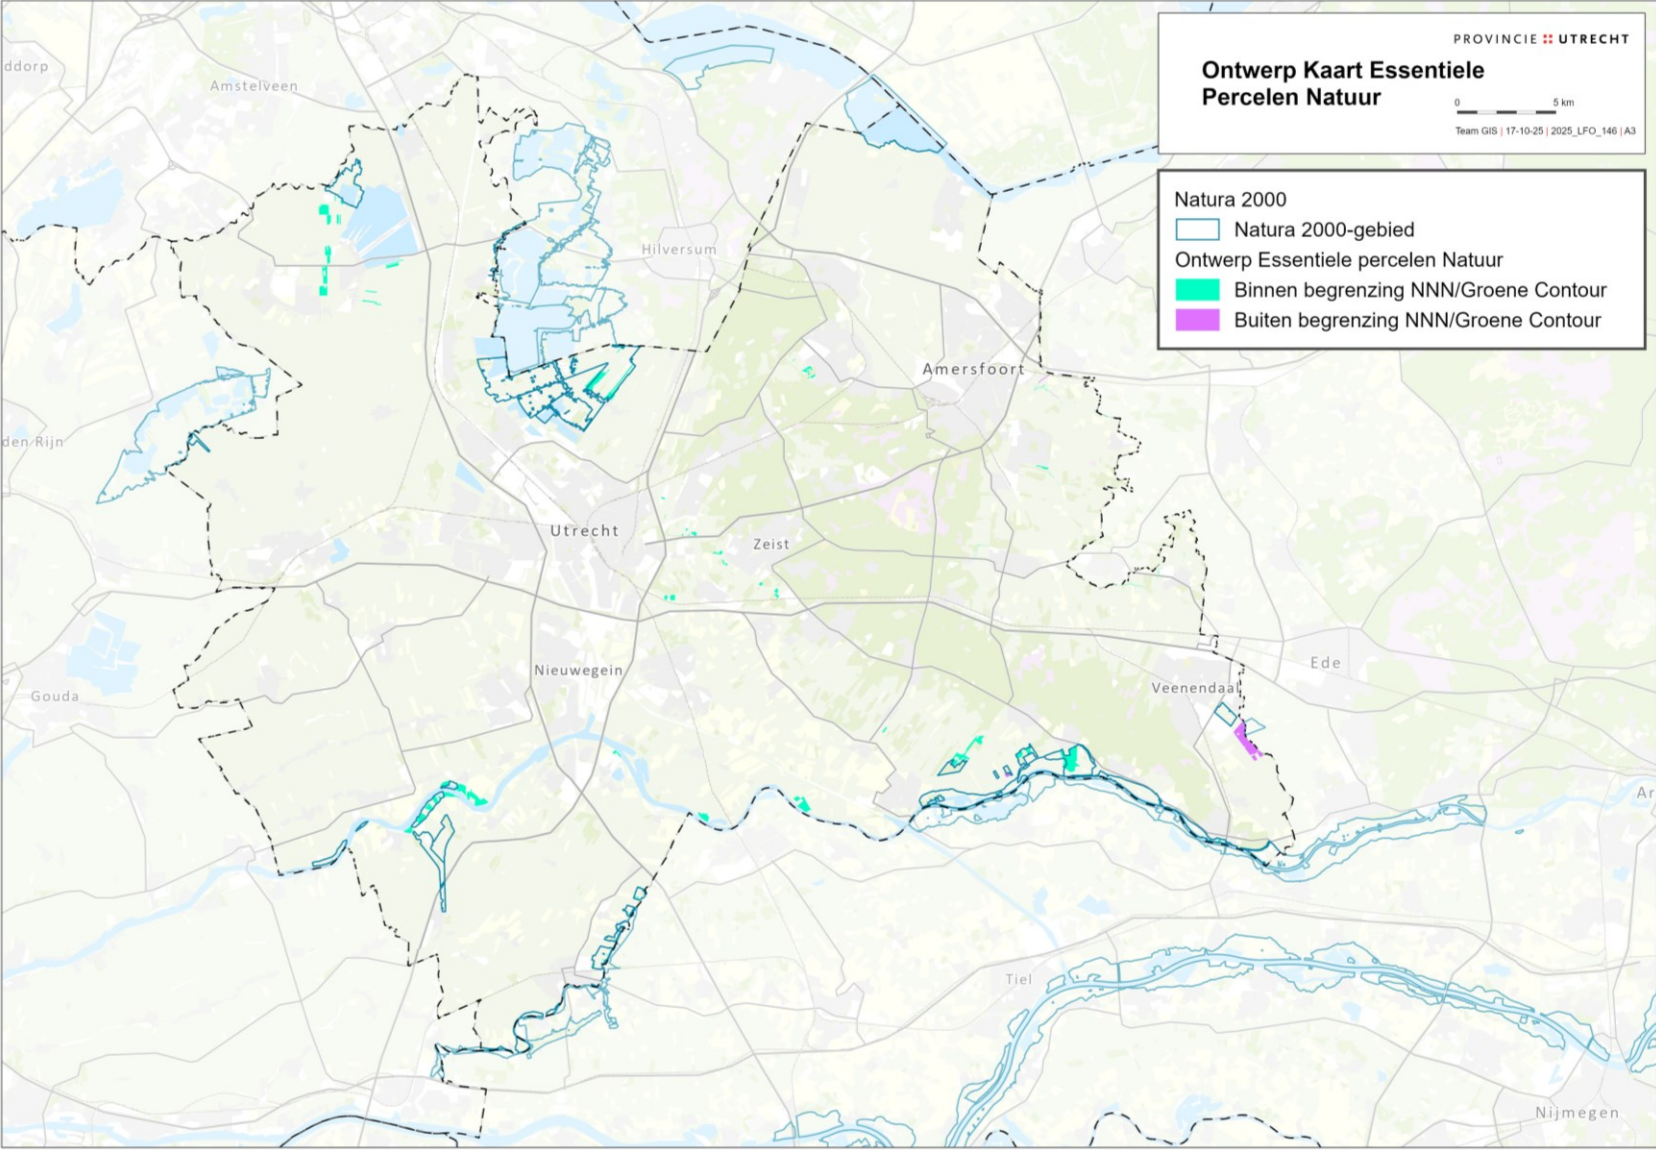 PROVINCIE UTRECHT
Ontwerp Kaart Essentiele
Percelen Natuur
0 5 km
Team GIS | 17-10-25 | 2025_LFO_146 | A3
Natura 2000
Natura 2000-gebied
Ontwerp Essentiele percelen Natuur
Binnen begrenzing NNN/Groene Contour
Buiten begrenzing NNN/Groene Contour
ddorp
Amstelveen
Hilversum
Amersfoort
den Rijn
Utrecht
Zeist
Nieuwegein
Ede
Veenendaal
Gouda
Ar
Tiel
Nijmegen